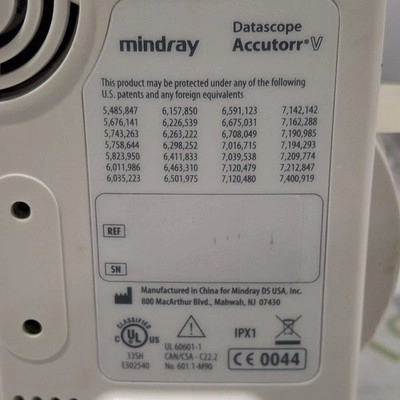 mindray
Datascope
Accutorr® V
This product may be protected under any of the following
U.S. patents and any foreign equivalents
5,485,847 6,157,850 6,591,123 7,142,142
5,676,141 6,226,539 6,675,031 7,162,288
5,743,263 6,263,222 6,708,049 7,190,985
5,758,644 6,298,252 7,016,715 7,194,293
5,823,950 6,411,833 7,039,538 7,209,774
6,011,986 6,463,310 7,120,479 7,212,847
6,035,223 6,501,975 7,120,480 7,400,919
REF
SN
Manufactured in China for Mindray DS USA, Inc.
800 MacArthur Blvd., Mahwah, NJ 07430
CLASSIFIED
C UL US
335H
E302540
UL 60601-1
CAN/CSA - C22.2
No. 601.1-M90
IPX1
CE 0044